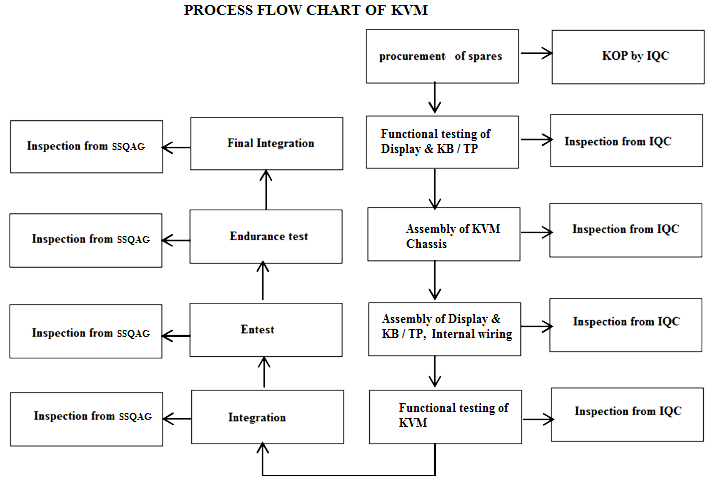 PROCESS FLOW CHART OF KVM
procurement of spares
KOP by IQC
Functional testing of
Display & KB / TP
Inspection from IQC
Assembly of KVM
Chassis
Inspection from IQC
Assembly of Display &
KB / TP, Internal wiring
Inspection from IQC
Functional testing of
KVM
Inspection from IQC
Integration
Inspection from SSQAG
Entest
Inspection from SSQAG
Endurance test
Inspection from SSQAG
Final Integration
Inspection from SSQAG